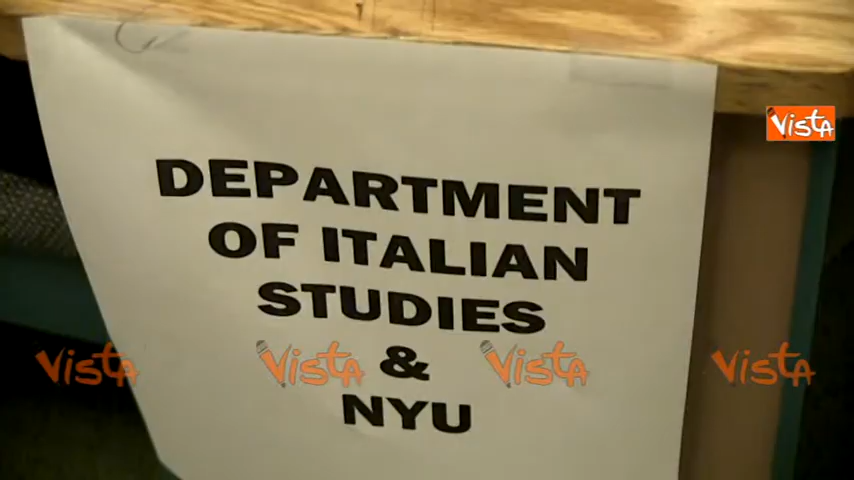 VISTA
DEPARTMENT
OF ITALIAN
STUDIES
&
NYU
VISTA VISTA VISTA VISTA